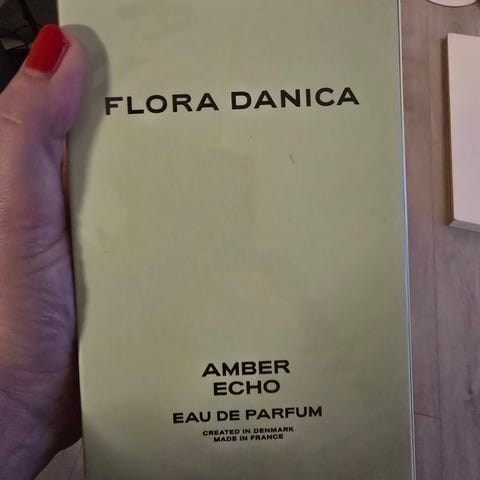 FLORA DANICA
AMBER
ECHO
EAU DE PARFUM
CREATED IN DENMARK
MADE IN FRANCE